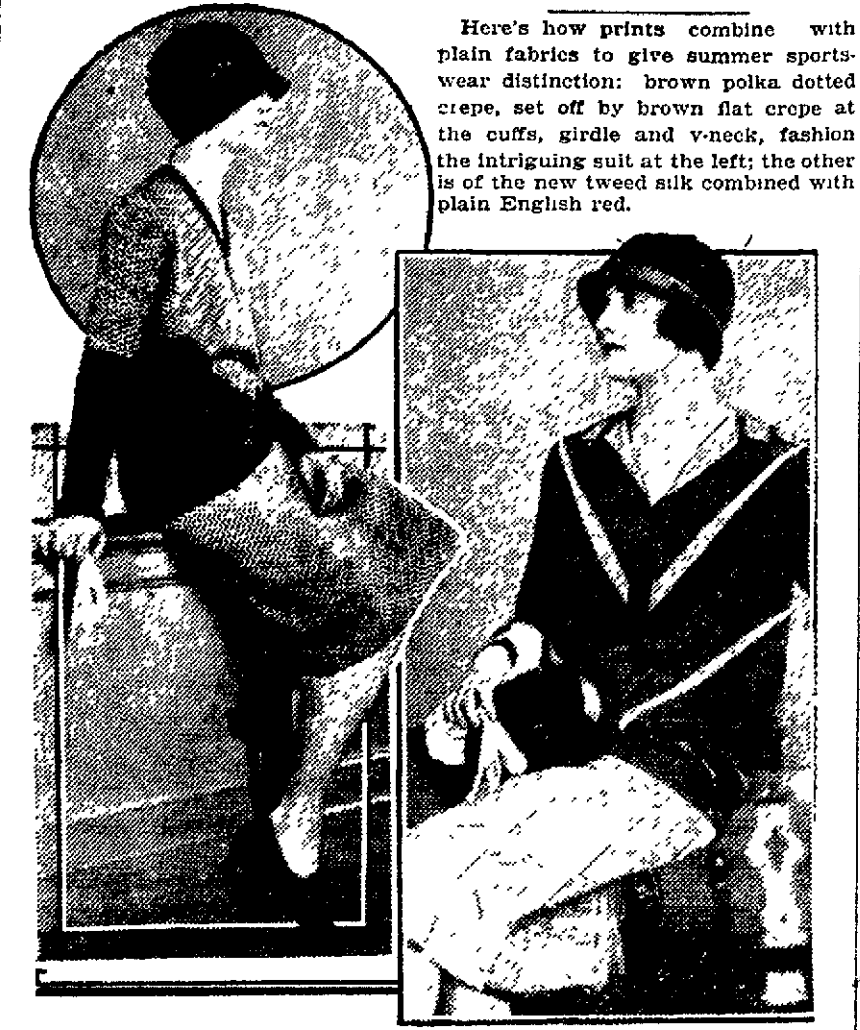 Here's how prints combine with
plain fabrics to give summer sports-
wear distinction: brown polka dotted
crepe, set off by brown flat crepe at
the cuffs, girdle and v-neck, fashion
the intriguing suit at the left; the other
is of the new tweed silk combined with
plain English red.